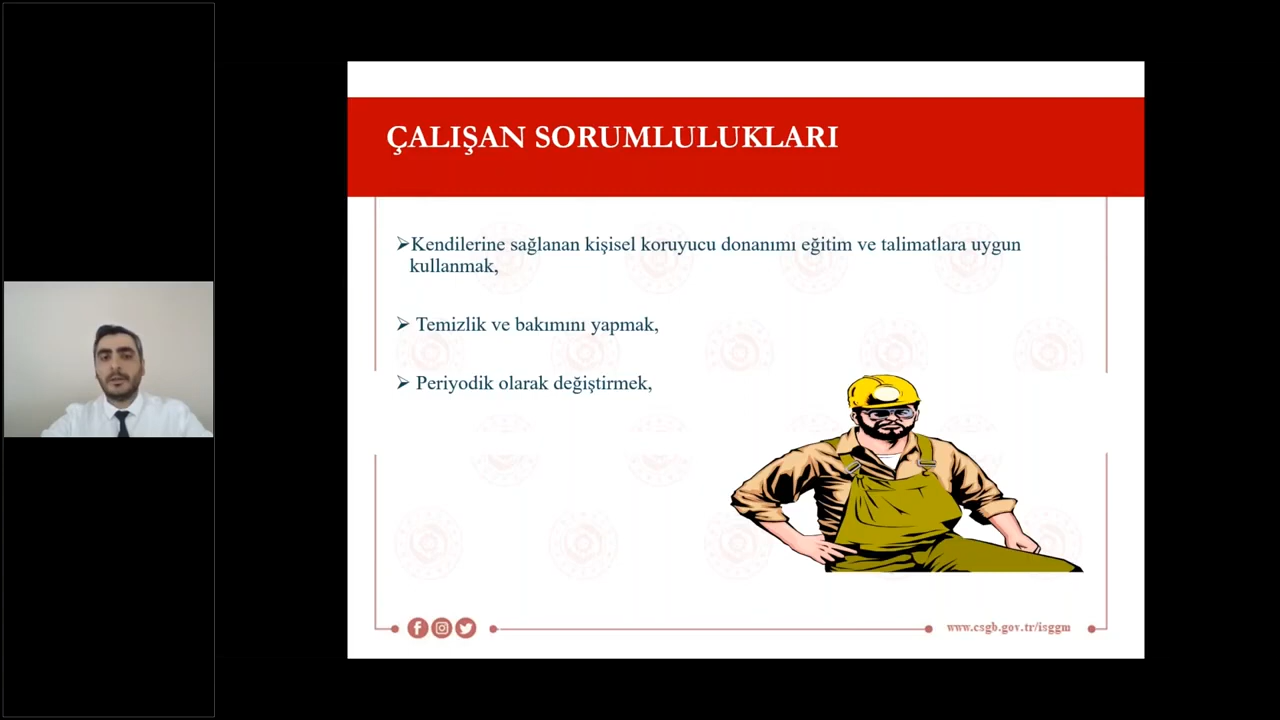 ÇALIŞAN SORUMLULUKLARI
➢Kendilerine sağlanan kişisel koruyucu donanımı eğitim ve talimatlara uygun
kullanmak,
➢ Temizlik ve bakımını yapmak,
➢ Periyodik olarak değiştirmek,
www.csgb.gov.tr/isggm